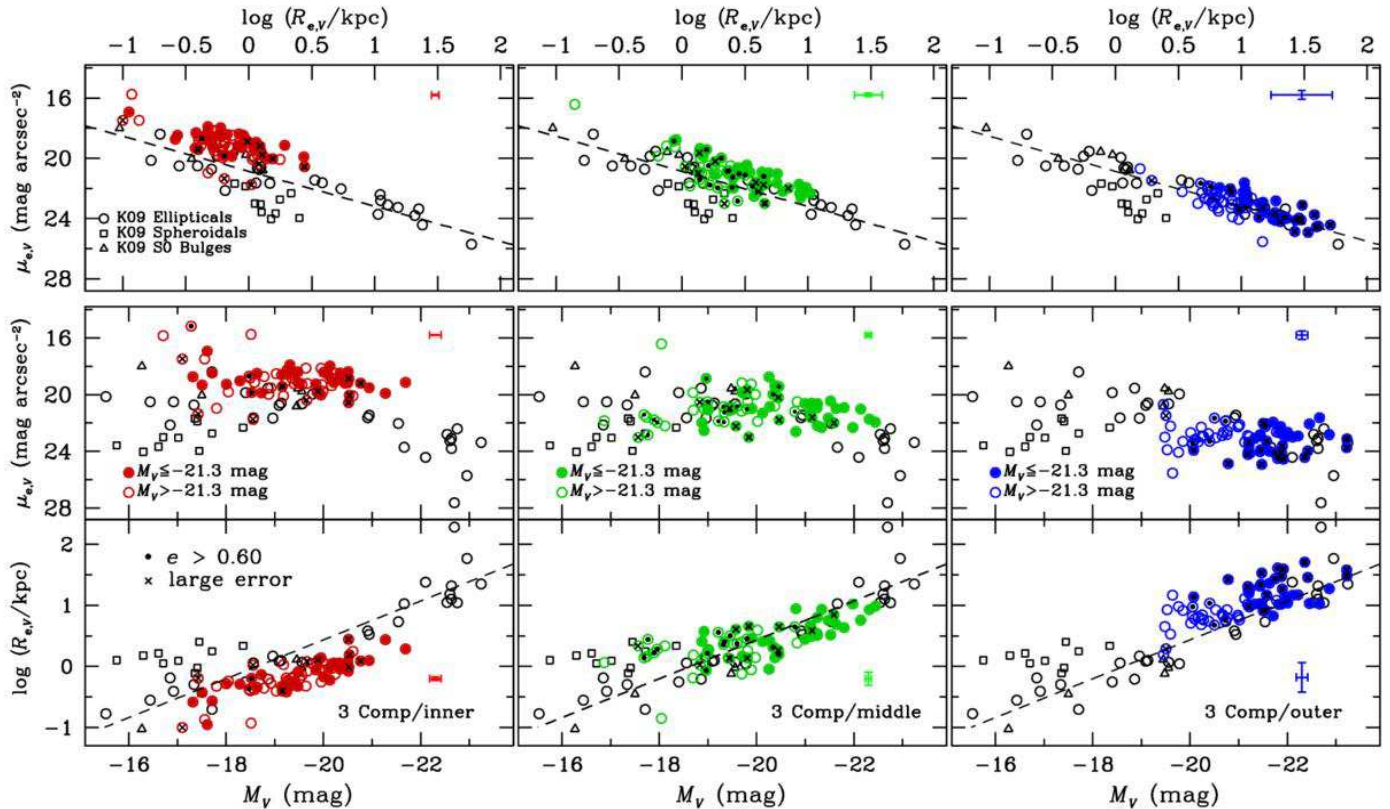 log (R_{e,V}/kpc) log (R_{e,V}/kpc) log (R_{e,V}/kpc)
−1 −0.5 0 0.5 1 1.5 2 −1 −0.5 0 0.5 1 1.5 2 −1 −0.5 0 0.5 1 1.5 2
μ_{e,V} (mag arcsec⁻²)
16
20
24
28
K09 Ellipticals
K09 Spheroidals
K09 S0 Bulges
μ_{e,V} (mag arcsec⁻²)
16
20
24
28
M_V≤−21.3 mag M_V≤−21.3 mag M_V≤−21.3 mag
M_V>−21.3 mag M_V>−21.3 mag M_V>−21.3 mag
log (R_{e,V}/kpc)
2
1
0
−1
e > 0.60
large error
3 Comp/inner 3 Comp/middle 3 Comp/outer
−16 −18 −20 −22 −16 −18 −20 −22 −16 −18 −20 −22
M_V (mag) M_V (mag) M_V (mag)